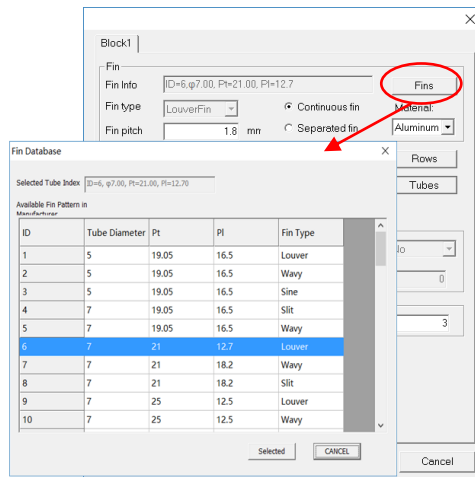 Block1
Fin
Fin Info ID=6,φ7.00, Pt=21.00, Pl=12.7 Fins
Fin type LouverFin Continuous fin Material:
Fin pitch 1.8 mm Separated fin Aluminum
Rows
Tubes
No
0
3
Cancel
Fin Database
Selected Tube Index ID=6, φ7.00, Pt=21.00, Pl=12.70
Available Fin Pattern in
Manufacturer
ID Tube Diameter Pt Pl Fin Type
1 5 19.05 16.5 Louver
2 5 19.05 16.5 Wavy
3 5 19.05 16.5 Sine
4 7 19.05 16.5 Slit
5 7 19.05 16.5 Wavy
6 7 21 12.7 Louver
7 7 21 18.2 Wavy
8 7 21 18.2 Slit
9 7 25 12.5 Louver
10 7 25 12.5 Wavy
Selected CANCEL